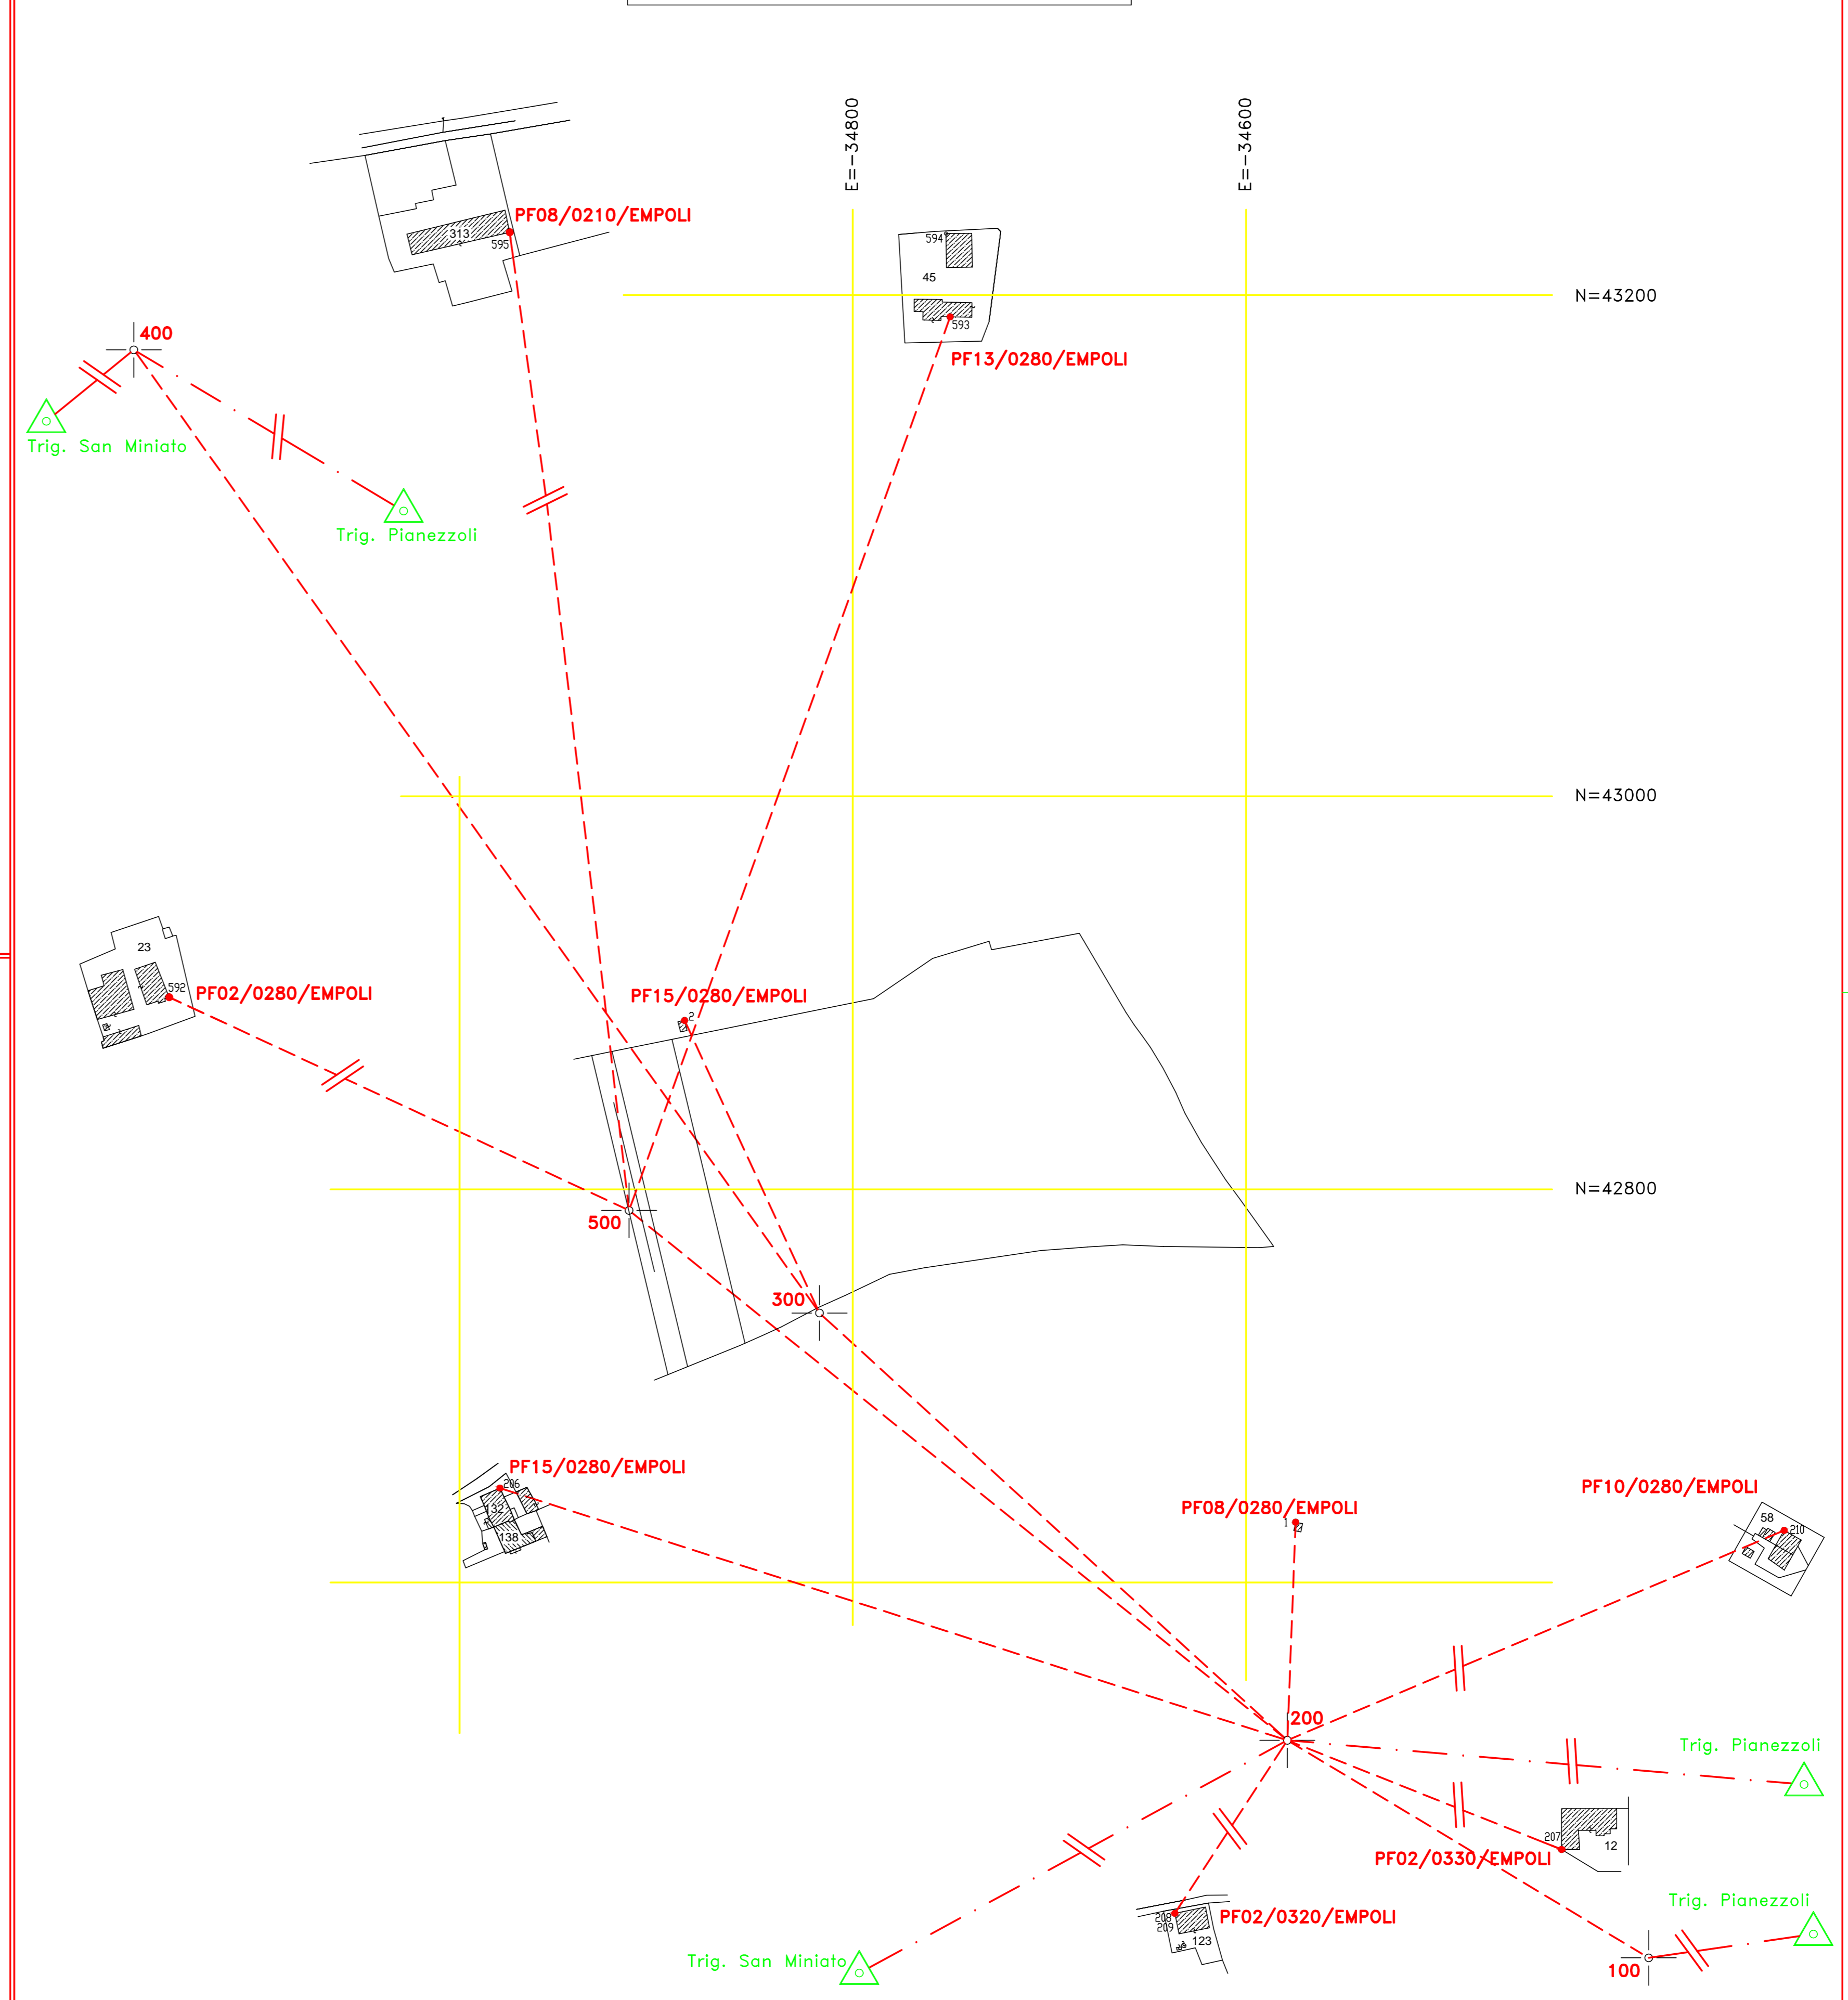 E=-34800
E=-34600
PF08/0210/EMPOLI
313
595
594
45
N=43200
593
400
PF13/0280/EMPOLI
Trig. San Miniato
Trig. Pianezzoli
N=43000
23
592
PF02/0280/EMPOLI
PF15/0280/EMPOLI
2
N=42800
500
300
PF15/0280/EMPOLI
206
132
138
PF08/0280/EMPOLI
1
PF10/0280/EMPOLI
58
210
200
Trig. Pianezzoli
207
12
PF02/0330/EMPOLI
Trig. Pianezzoli
208
209
PF02/0320/EMPOLI
123
Trig. San Miniato
100